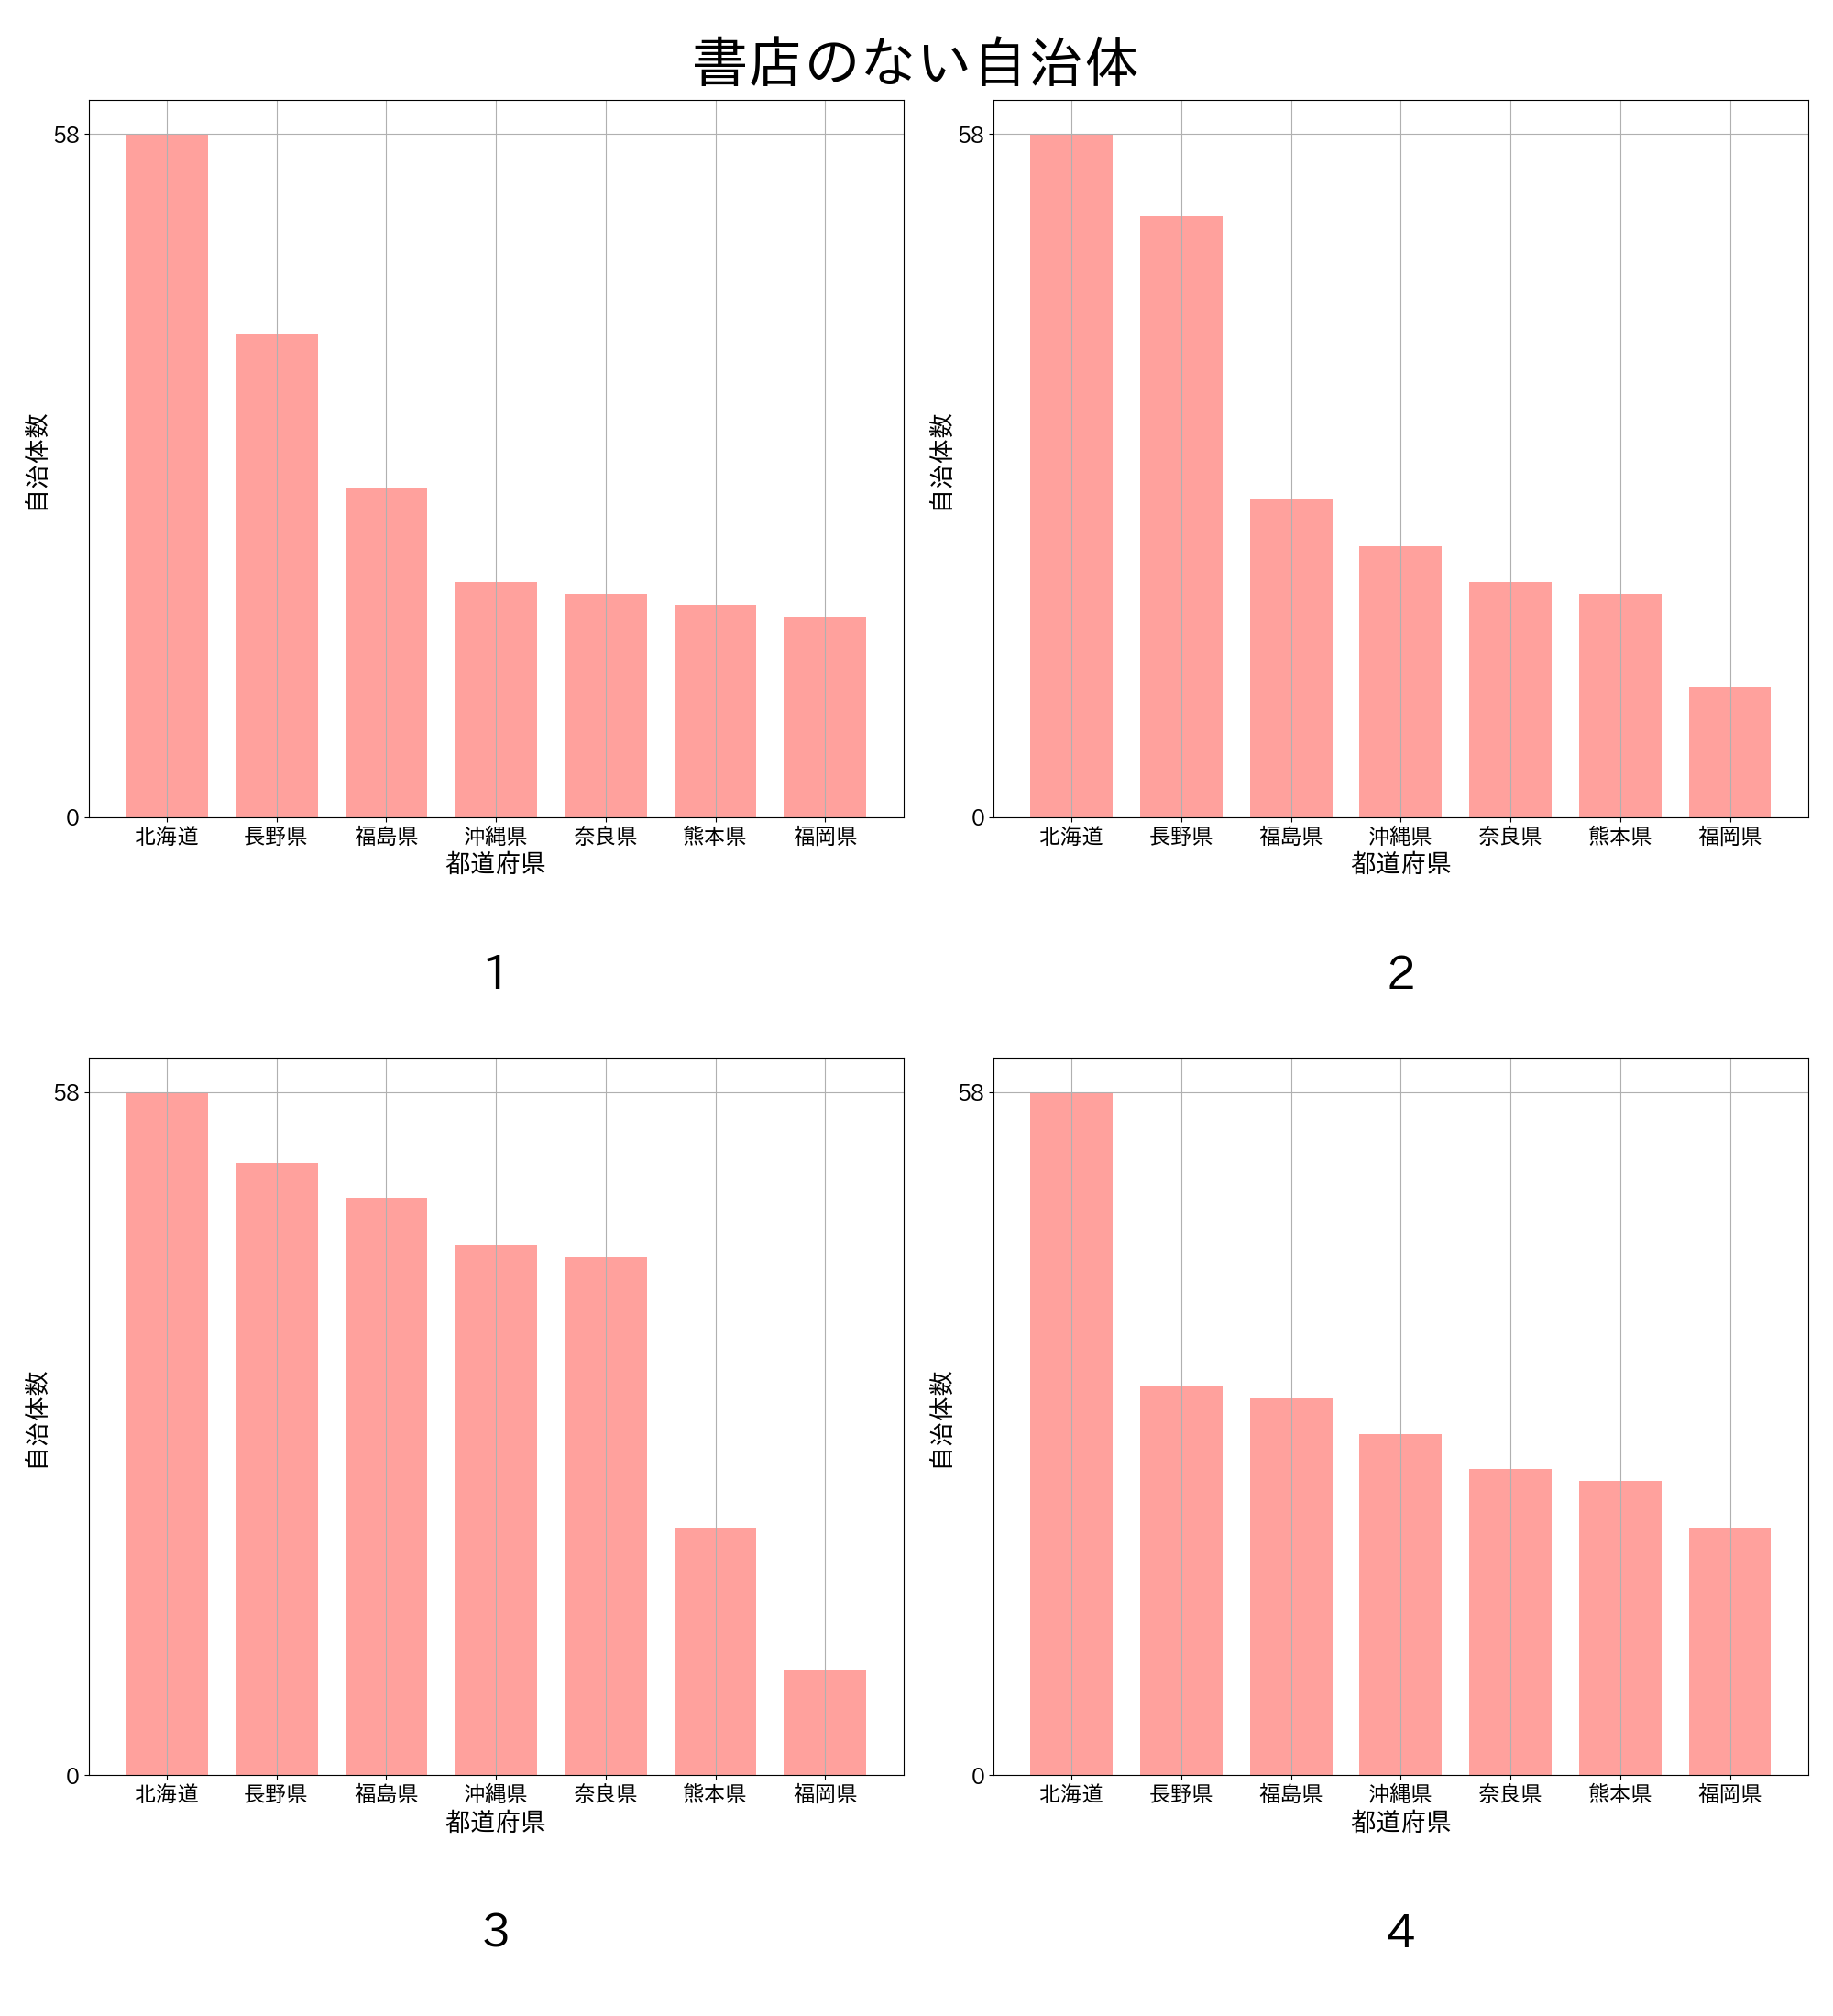 書店のない自治体
58
0
自治体数
北海道 長野県 福島県 沖縄県 奈良県 熊本県 福岡県
都道府県
1
58
0
自治体数
北海道 長野県 福島県 沖縄県 奈良県 熊本県 福岡県
都道府県
2
58
0
自治体数
北海道 長野県 福島県 沖縄県 奈良県 熊本県 福岡県
都道府県
3
58
0
自治体数
北海道 長野県 福島県 沖縄県 奈良県 熊本県 福岡県
都道府県
4